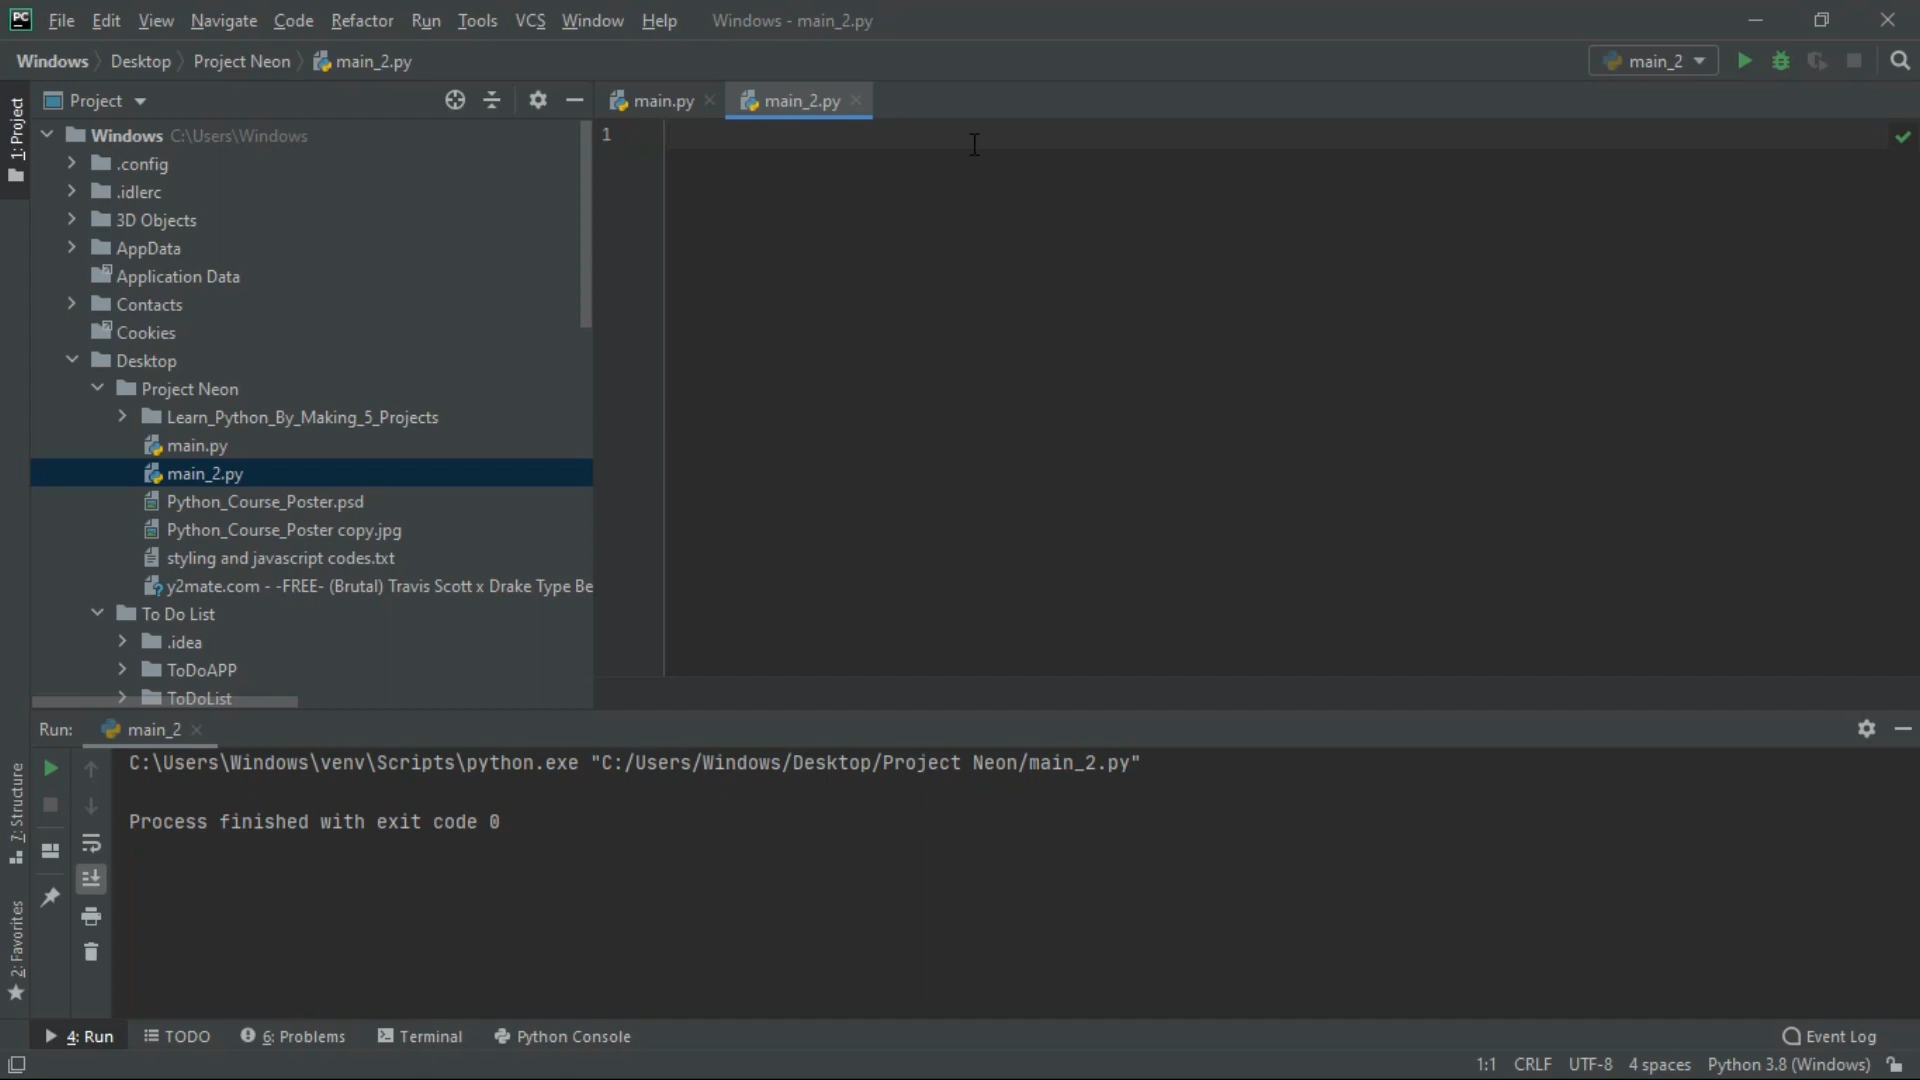 PC File Edit View Navigate Code Refactor Run Tools VCS Window Help Windows - main_2.py
Windows Desktop Project Neon main_2.py main_2
1: Project
Project
main.py main_2.py
Windows C:\Users\Windows
.config
.idlerc
3D Objects
AppData
Application Data
Contacts
Cookies
Desktop
Project Neon
Learn_Python_By_Making_5_Projects
main.py
main_2.py
Python_Course_Poster.psd
Python_Course_Poster copy.jpg
styling and javascript codes.txt
y2mate.com - -FREE- (Brutal) Travis Scott x Drake Type Be
To Do List
.idea
ToDoAPP
ToDoList
1
Run: main_2
C:\Users\Windows\venv\Scripts\python.exe "C:/Users/Windows/Desktop/Project Neon/main_2.py"
Process finished with exit code 0
7: Structure
2: Favorites
4: Run TODO 6: Problems Terminal Python Console Event Log
1:1 CRLF UTF-8 4 spaces Python 3.8 (Windows)